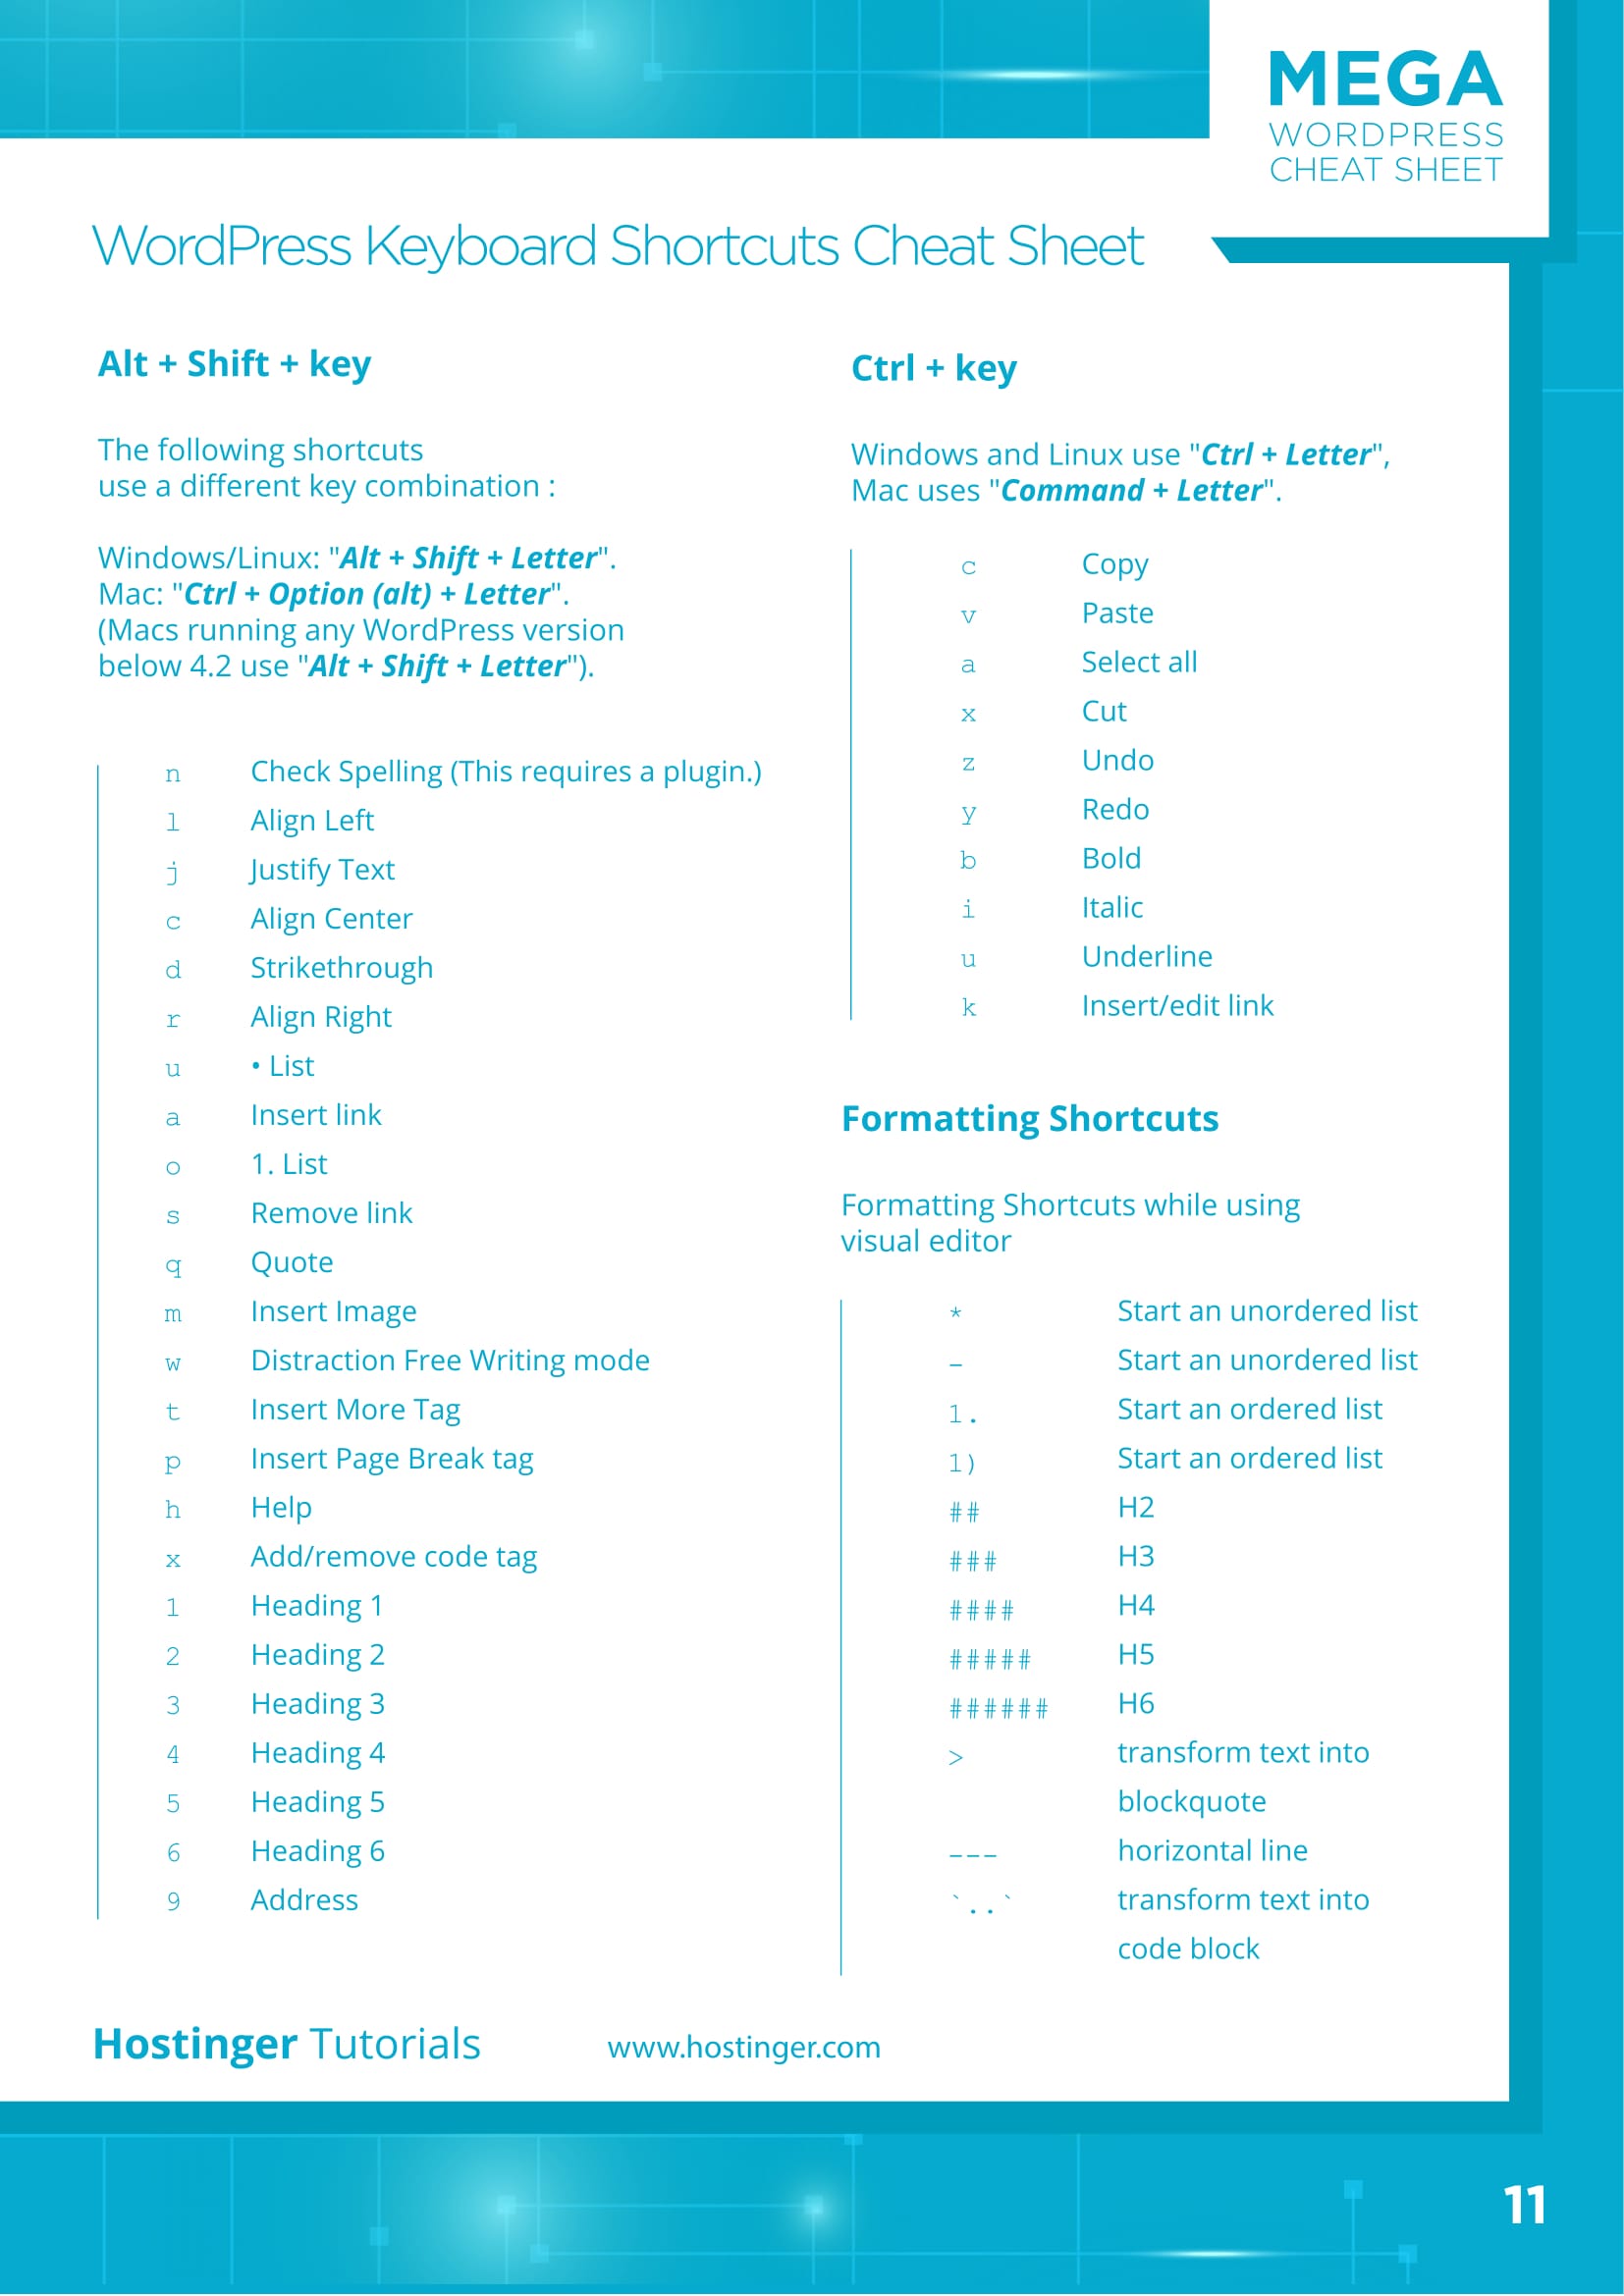 MEGA
WORDPRESS
CHEAT SHEET
WordPress Keyboard Shortcuts Cheat Sheet
Alt + Shift + key
The following shortcuts
use a different key combination :
Windows/Linux: "Alt + Shift + Letter".
Mac: "Ctrl + Option (alt) + Letter".
(Macs running any WordPress version
below 4.2 use "Alt + Shift + Letter").
n Check Spelling (This requires a plugin.)
l Align Left
j Justify Text
c Align Center
d Strikethrough
r Align Right
u • List
a Insert link
o 1. List
s Remove link
q Quote
m Insert Image
w Distraction Free Writing mode
t Insert More Tag
p Insert Page Break tag
h Help
x Add/remove code tag
1 Heading 1
2 Heading 2
3 Heading 3
4 Heading 4
5 Heading 5
6 Heading 6
9 Address
Ctrl + key
Windows and Linux use "Ctrl + Letter",
Mac uses "Command + Letter".
c Copy
v Paste
a Select all
x Cut
z Undo
y Redo
b Bold
i Italic
u Underline
k Insert/edit link
Formatting Shortcuts
Formatting Shortcuts while using
visual editor
* Start an unordered list
– Start an unordered list
1. Start an ordered list
1) Start an ordered list
## H2
### H3
#### H4
##### H5
###### H6
> transform text into
blockquote
––– horizontal line
`..` transform text into
code block
Hostinger Tutorials
www.hostinger.com
11